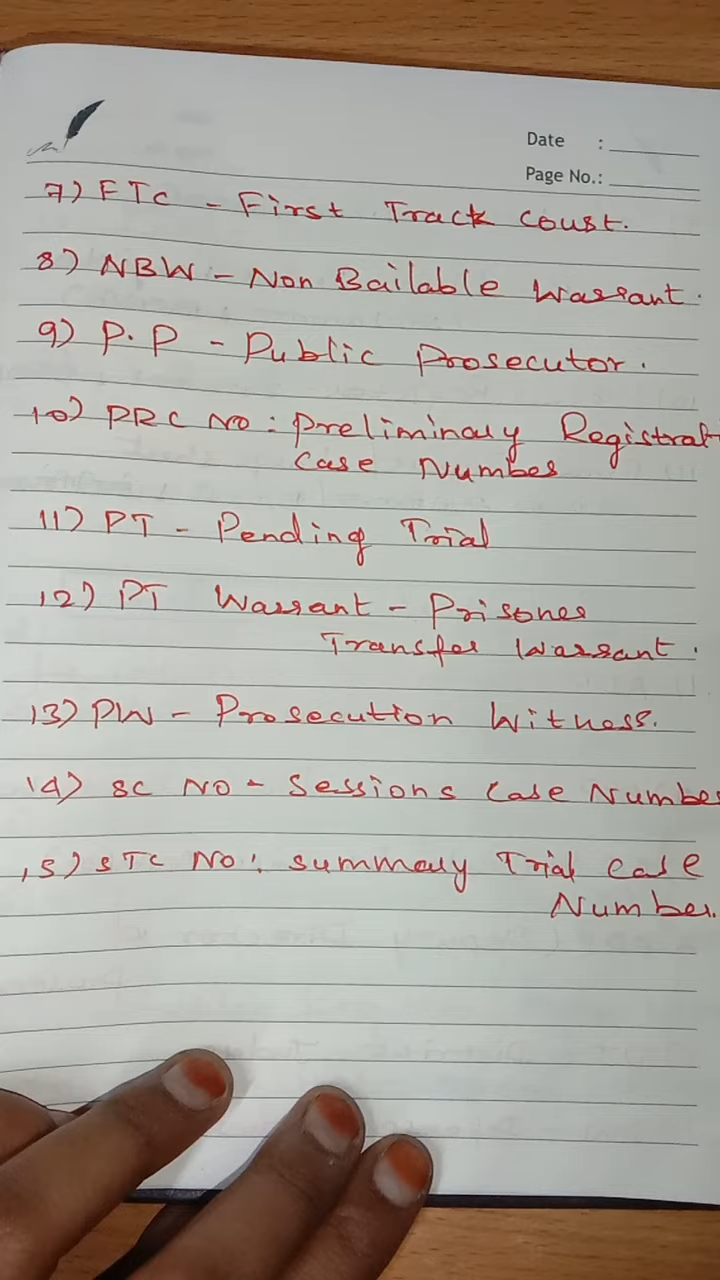 Date :
Page No.:
7) FTC - First Track Court.
8) NBW - Non Bailable Warrant.
9) P.P - Public Prosecutor.
10) PRC No: Preliminary Registrat
Case Number
11) PT - Pending Trial
12) PT Warrant - Prisoner
Transfer Warrant.
13) PW - Prosecution Witness.
14) SC NO - Sessions Case Number
15) STC No: Summary Trial Case
Number.